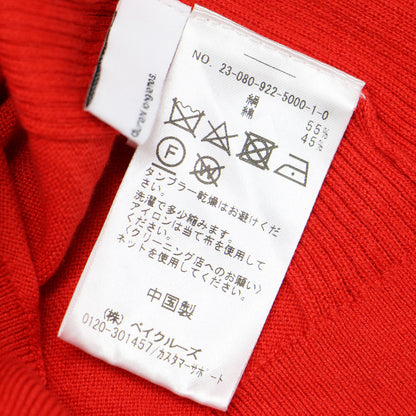 NO. 23-080-922-5000-1-0
絹 55%
綿 45%
F
W
タンブラー乾燥はお避けくだ
さい。
洗濯で多少縮みます。
アイロンは当て布を使用して
ください。
(クリーニング店へのお願い)
ネットを使用してください。
中国製
(株) ベイクルーズ
0120-301457/カスタマーサポート